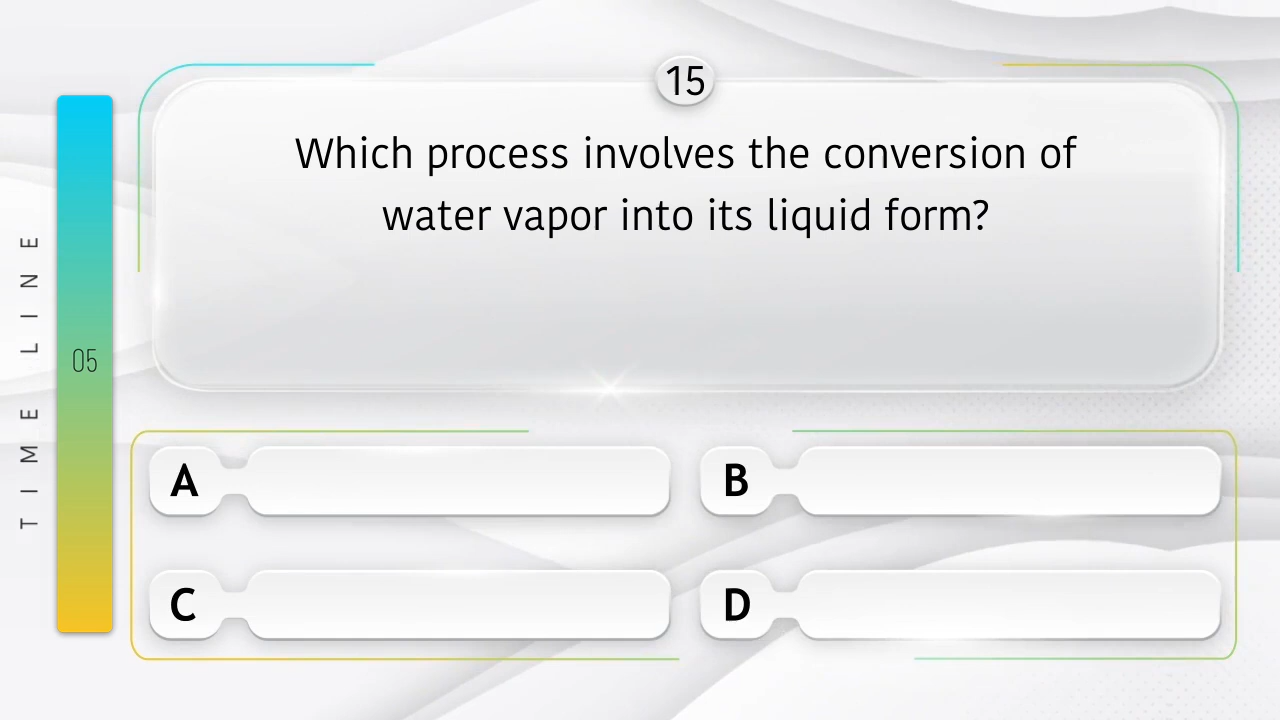 15
Which process involves the conversion of
water vapor into its liquid form?
TIME LINE
05
A
B
C
D